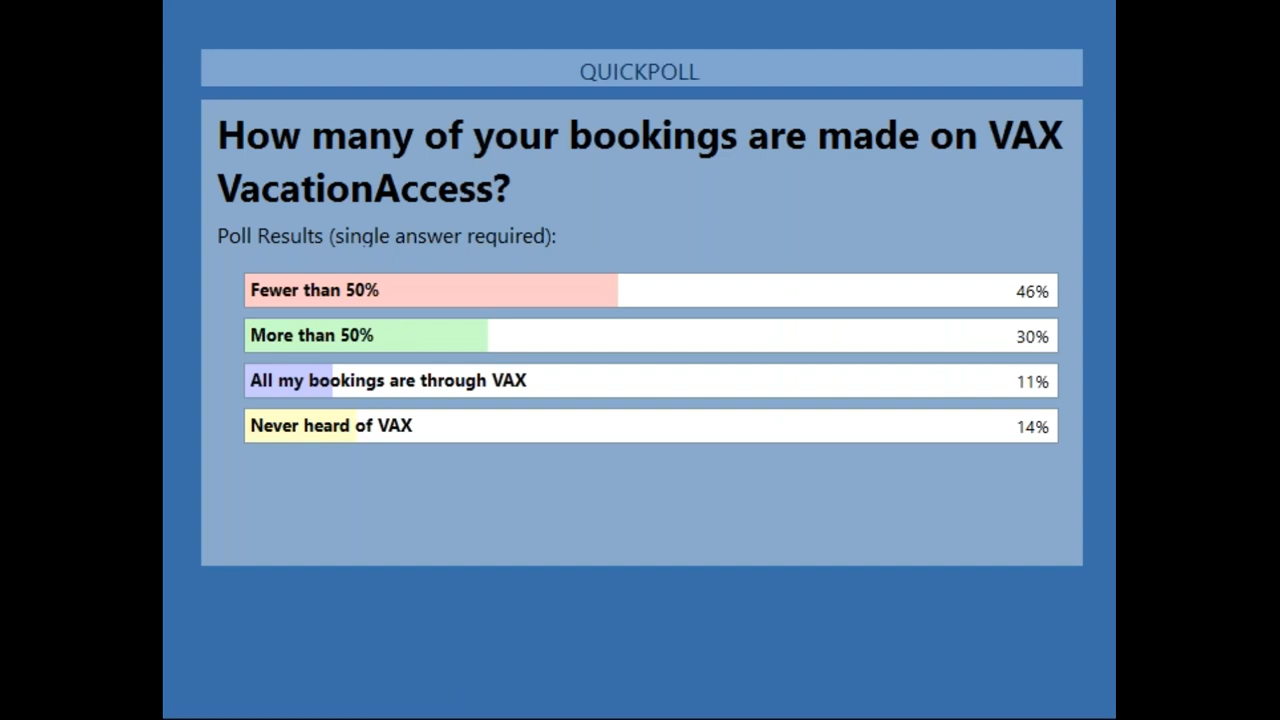 QUICKPOLL
How many of your bookings are made on VAX
VacationAccess?
Poll Results (single answer required):
Fewer than 50% 46%
More than 50% 30%
All my bookings are through VAX 11%
Never heard of VAX 14%